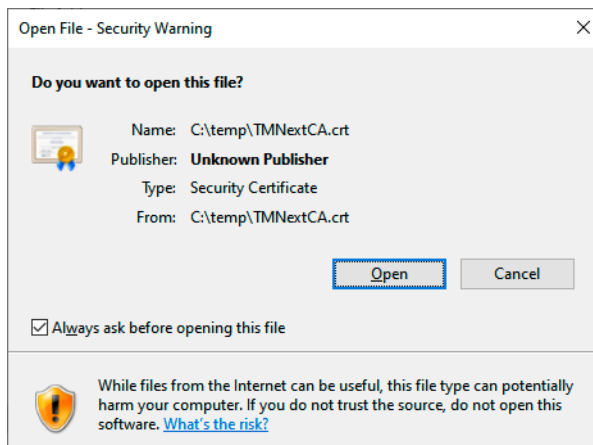 Open File - Security Warning
Do you want to open this file?
Name: C:\temp\TMNextCA.crt
Publisher: Unknown Publisher
Type: Security Certificate
From: C:\temp\TMNextCA.crt
Open Cancel
Always ask before opening this file
While files from the Internet can be useful, this file type can potentially
harm your computer. If you do not trust the source, do not open this
software. What's the risk?